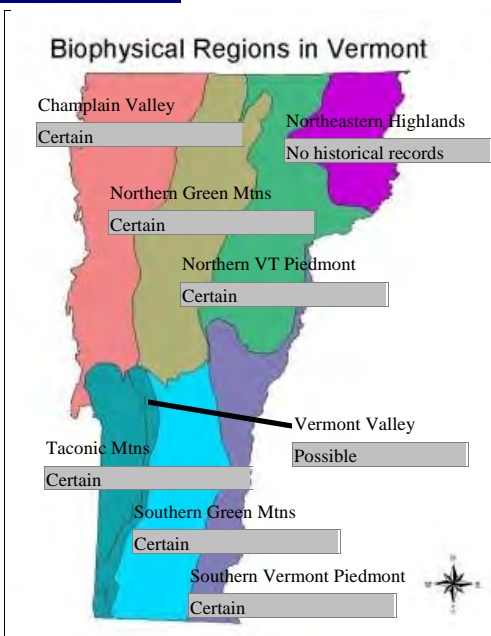 Biophysical Regions in Vermont
Champlain Valley
Certain
Northeastern Highlands
No historical records
Northern Green Mtns
Certain
Northern VT Piedmont
Certain
Vermont Valley
Possible
Taconic Mtns
Certain
Southern Green Mtns
Certain
Southern Vermont Piedmont
Certain